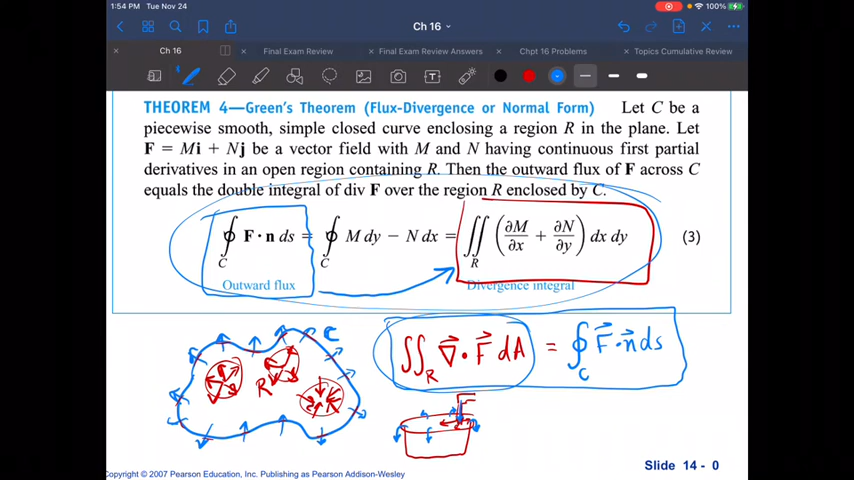 1:54 PM Tue Nov 24
100%
Ch 16
Ch 16
Final Exam Review
Final Exam Review Answers
Chpt 16 Problems
Topics Cumulative Review
THEOREM 4—Green's Theorem (Flux-Divergence or Normal Form) Let C be a
piecewise smooth, simple closed curve enclosing a region R in the plane. Let
F = Mi + Nj be a vector field with M and N having continuous first partial
derivatives in an open region containing R. Then the outward flux of F across C
equals the double integral of div F over the region R enclosed by C.
∮_C F · n ds = ∮_C M dy − N dx = ∬_R (∂M/∂x + ∂N/∂y) dx dy (3)
Outward flux Divergence integral
∬_R ∇⃗ · F⃗ dA = ∮_C F⃗ · n⃗ ds
C
R
Copyright © 2007 Pearson Education, Inc. Publishing as Pearson Addison-Wesley
Slide 14 - 0